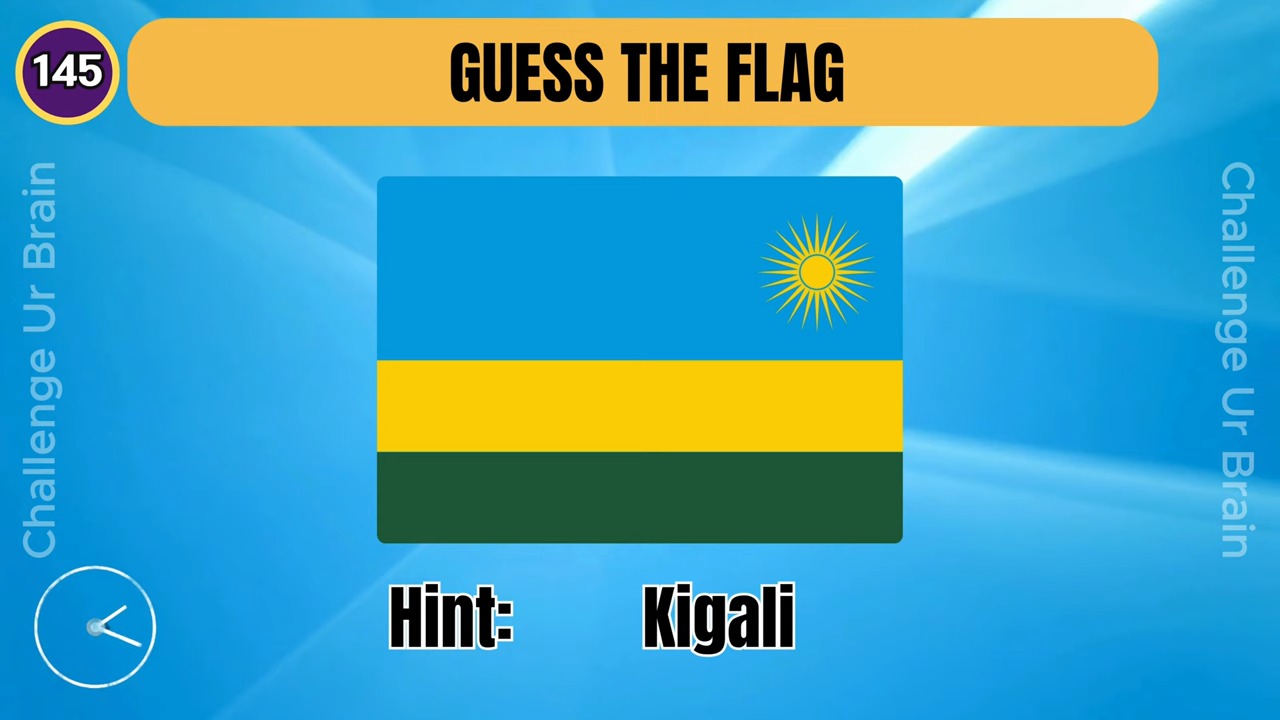 145
GUESS THE FLAG
Challenge Ur Brain
Challenge Ur Brain
Hint: Kigali